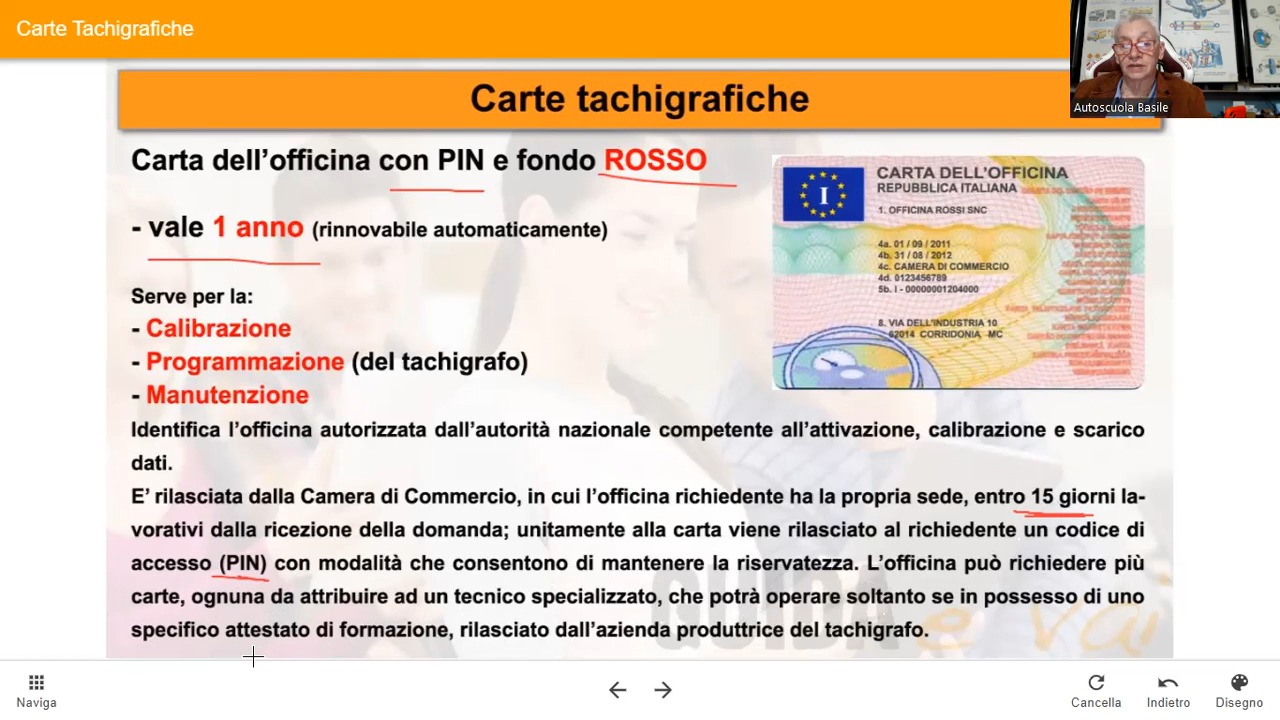 Carte Tachigrafiche
Autoscuola Basile
Carte tachigrafiche
Carta dell'officina con PIN e fondo ROSSO
- vale 1 anno (rinnovabile automaticamente)
Serve per la:
- Calibrazione
- Programmazione (del tachigrafo)
- Manutenzione
I
CARTA DELL'OFFICINA
REPUBBLICA ITALIANA
1. OFFICINA ROSSI SNC
4a. 01 / 09 / 2011
4b. 31 / 08 / 2012
4c. CAMERA DI COMMERCIO
4d. 0123456789
5b. I - 00000001204000
8. VIA DELL'INDUSTRIA 10
62014 CORRIDONIA -MC
Identifica l'officina autorizzata dall'autorità nazionale competente all'attivazione, calibrazione e scarico
dati.
E' rilasciata dalla Camera di Commercio, in cui l'officina richiedente ha la propria sede, entro 15 giorni la-
vorativi dalla ricezione della domanda; unitamente alla carta viene rilasciato al richiedente un codice di
accesso (PIN) con modalità che consentono di mantenere la riservatezza. L'officina può richiedere più
carte, ognuna da attribuire ad un tecnico specializzato, che potrà operare soltanto se in possesso di uno
specifico attestato di formazione, rilasciato dall'azienda produttrice del tachigrafo.
GUIDA e vai
Naviga
Cancella
Indietro
Disegno